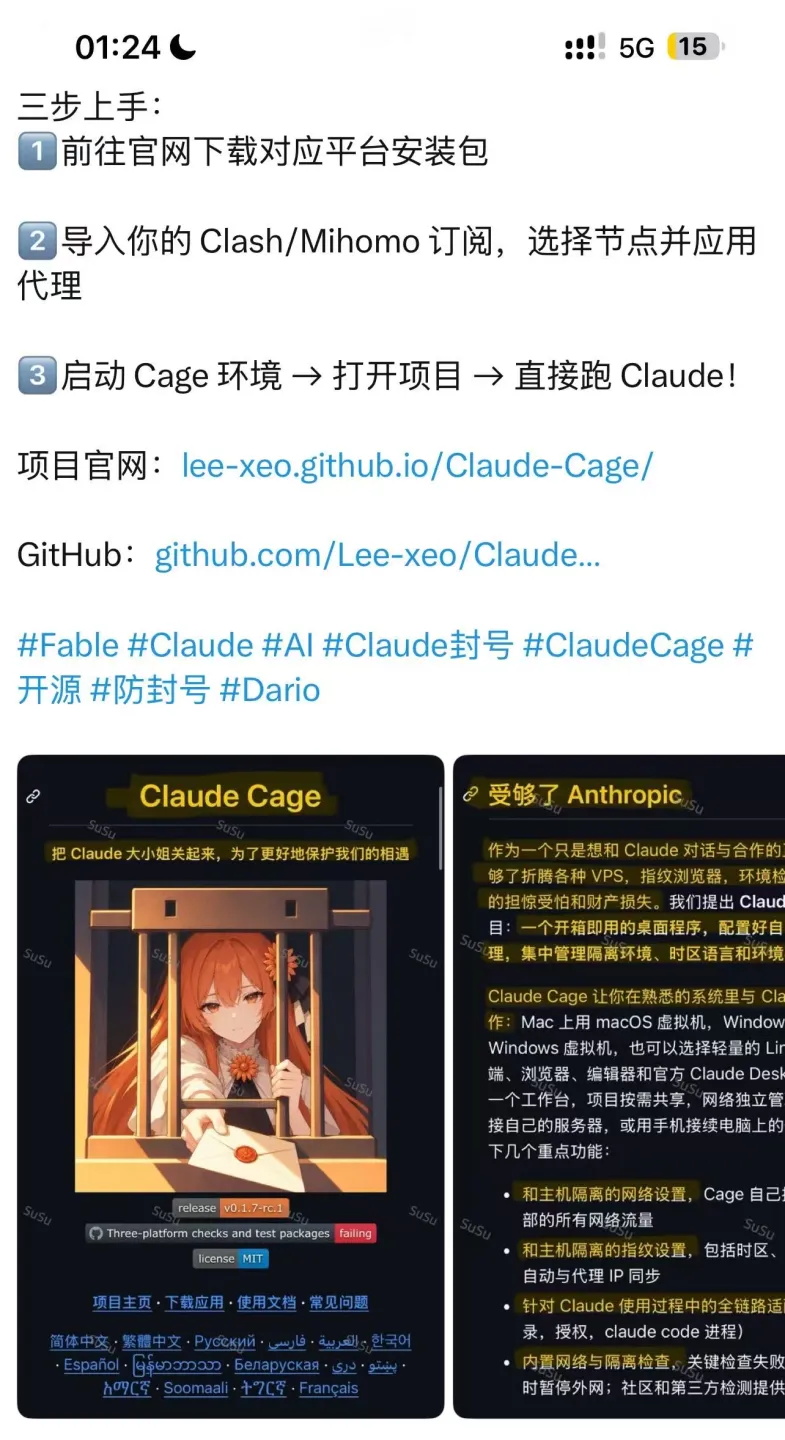 01:24
5G
15
三步上手：
1 前往官网下载对应平台安装包
2 导入你的 Clash/Mihomo 订阅，选择节点并应用
代理
3 启动 Cage 环境 → 打开项目 → 直接跑 Claude！
项目官网：lee-xeo.github.io/Claude-Cage/
GitHub：github.com/Lee-xeo/Claude...
#Fable #Claude #AI #Claude封号 #ClaudeCage #
开源 #防封号 #Dario
Claude Cage
把 Claude 大小姐关起来，为了更好地保护我们的相遇
release v0.1.7-rc.1
Three-platform checks and test packages failing
license MIT
项目主页 · 下载应用 · 使用文档 · 常见问题
简体中文 · 繁體中文 · Русский · فارسی · العربية · 한국어
· Español · မြန်မာဘာသာ · Беларуская · دری · پښتو ·
አማርኛ · Soomaali · ትግርኛ · Français
受够了 Anthropic
作为一个只是想和 Claude 对话与合作的
够了折腾各种 VPS，指纹浏览器，环境检
的担惊受怕和财产损失。我们提出 Claud
目：一个开箱即用的桌面程序，配置好自
理，集中管理隔离环境、时区语言和环境
Claude Cage 让你在熟悉的系统里与 Cla
作：Mac 上用 macOS 虚拟机，Window
Windows 虚拟机，也可以选择轻量的 Lin
端、浏览器、编辑器和官方 Claude Desk
一个工作台，项目按需共享，网络独立管
接自己的服务器，或用手机接续电脑上的
下几个重点功能：
• 和主机隔离的网络设置，Cage 自己
部的所有网络流量
• 和主机隔离的指纹设置，包括时区、
自动与代理 IP 同步
• 针对 Claude 使用过程中的全链路适
录，授权，claude code 进程）
• 内置网络与隔离检查，关键检查失败
时暂停外网；社区和第三方检测提供
SuSu